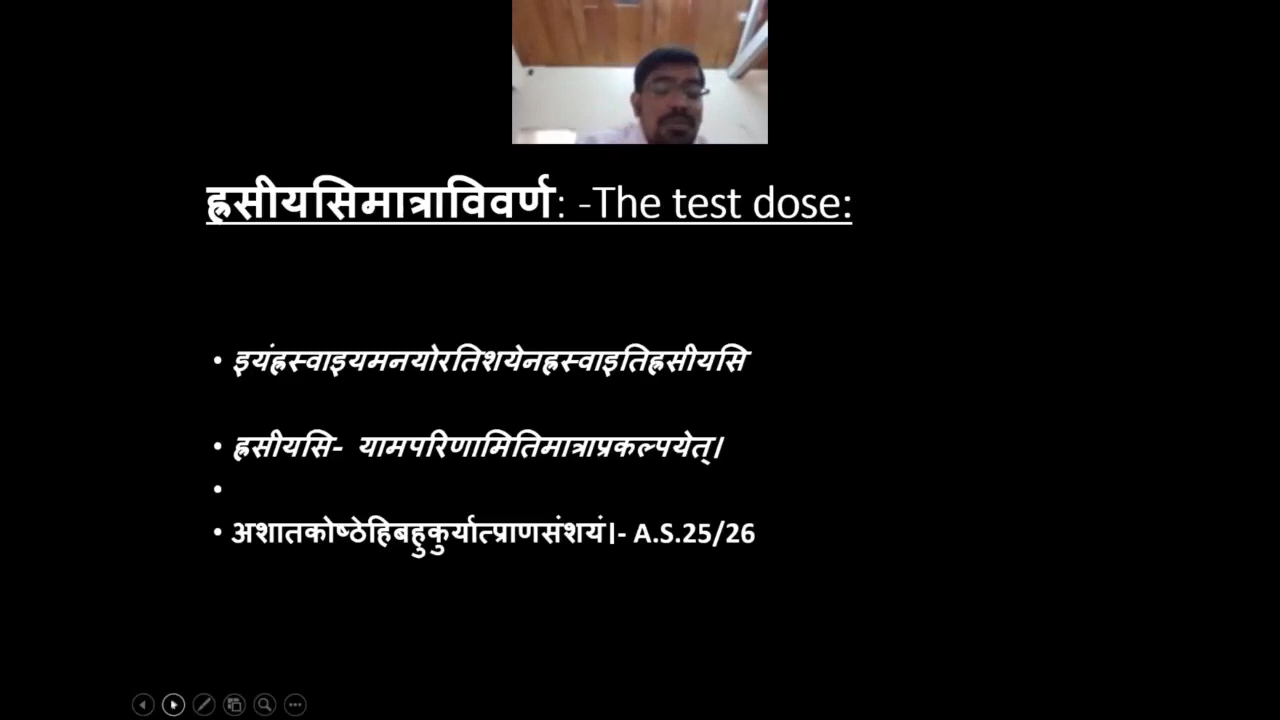 ह्रसीयसिमात्राविवर्ण: -The test dose:
• इयंह्रस्वाइयमनयोरतिशयेनह्रस्वाइतिह्रसीयसि
• ह्रसीयसि- यामपरिणामितिमात्राप्रकल्पयेत्।
•
• अशातकोष्ठेहिबहुकुर्यात्प्राणसंशयं।- A.S.25/26